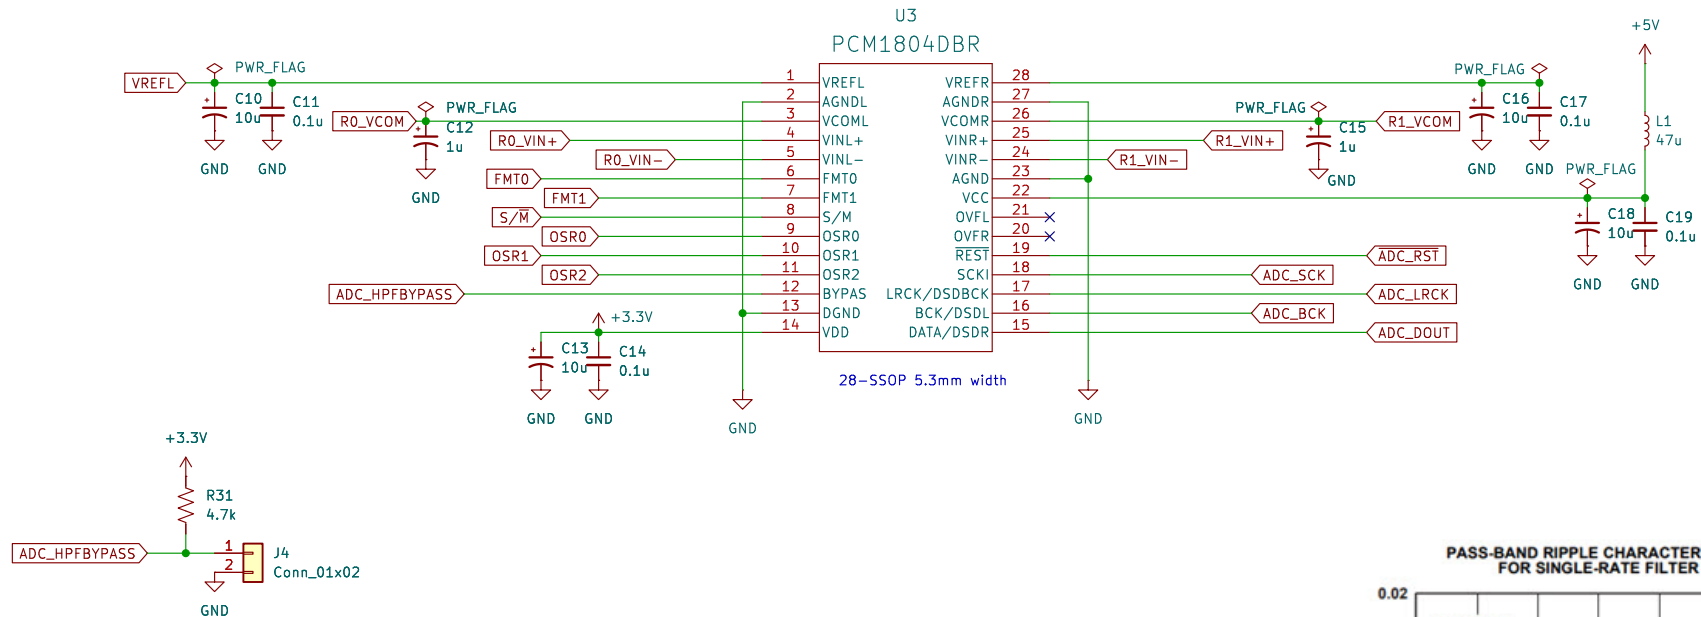 U3
PCM1804DBR
+5V
VREFL
PWR_FLAG
C10
10u
C11
0.1u
GND
GND
R0_VCOM
PWR_FLAG
C12
1u
GND
R0_VIN+
R0_VIN-
FMT0
FMT1
S/M̅
OSR0
OSR1
OSR2
ADC_HPFBYPASS
+3.3V
C13
10u
C14
0.1u
GND
GND
1 VREFL
2 AGNDL
3 VCOML
4 VINL+
5 VINL-
6 FMT0
7 FMT1
8 S/M
9 OSR0
10 OSR1
11 OSR2
12 BYPAS
13 DGND
14 VDD
VREFR 28
AGNDR 27
VCOMR 26
VINR+ 25
VINR- 24
AGND 23
VCC 22
OVFL 21
OVFR 20
R̅E̅S̅T̅ 19
SCKI 18
LRCK/DSDBCK 17
BCK/DSDL 16
DATA/DSDR 15
28-SSOP 5.3mm width
GND
GND
PWR_FLAG
C15
1u
GND
R1_VCOM
R1_VIN+
R1_VIN-
PWR_FLAG
C16
10u
C17
0.1u
GND
GND
L1
47u
PWR_FLAG
C18
10u
C19
0.1u
GND
GND
A̅D̅C̅_̅R̅S̅T̅
ADC_SCK
ADC_LRCK
ADC_BCK
ADC_DOUT
+3.3V
R31
4.7k
ADC_HPFBYPASS
1
2
J4
Conn_01x02
GND
PASS-BAND RIPPLE CHARACTER
FOR SINGLE-RATE FILTER
0.02